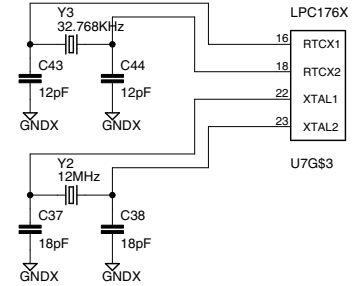 Y3
32.768KHz
LPC176X
16
RTCX1
C43
C44
18
RTCX2
12pF
12pF
22
XTAL1
GNDX
GNDX
23
XTAL2
Y2
12MHz
U7G$3
C37
C38
18pF
18pF
GNDX
GNDX